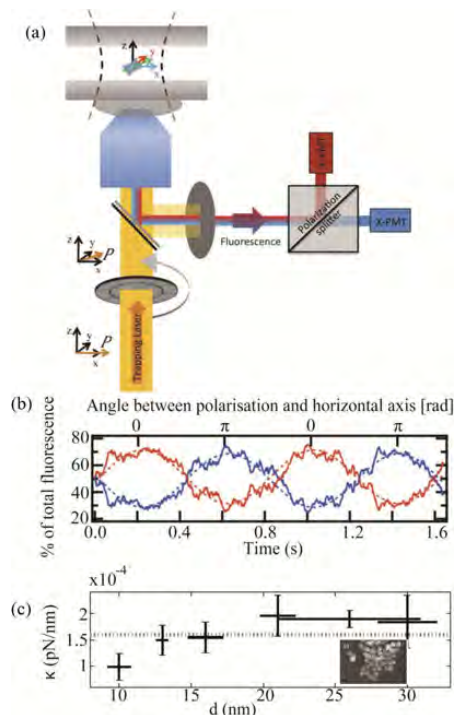 (a)
z
y
x
Y-PMT
Polarization
splitter
X-PMT
Fluorescence
z
y
P
x
z
y
P
x
Trapping Laser
(b)
Angle between polarisation and horizontal axis [rad]
0 π 0 π
% of total fluorescence
80
60
40
20
0.0 0.4 0.8 1.2 1.6
Time (s)
(c)
x10⁻⁴
κ (pN/nm)
2
1.5
1
10 15 20 25 30
d (nm)